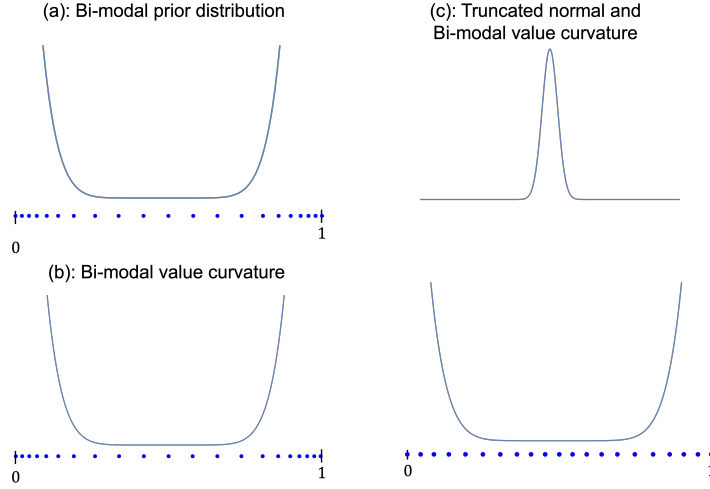 (a): Bi-modal prior distribution
0
1
(b): Bi-modal value curvature
0
1
(c): Truncated normal and
Bi-modal value curvature
0
1